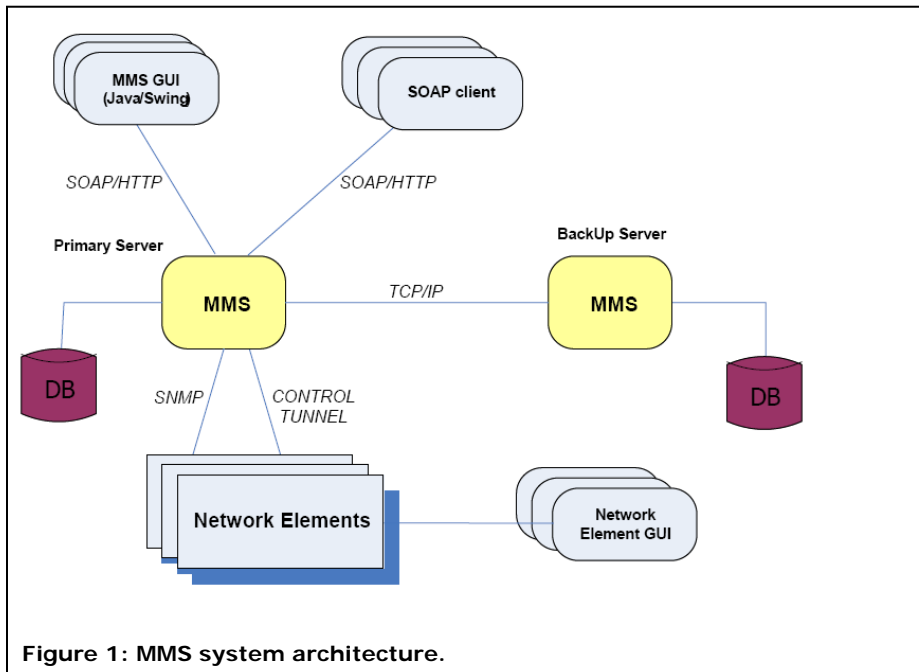 MMS GUI
(Java/Swing)
SOAP client
SOAP/HTTP
SOAP/HTTP
Primary Server
BackUp Server
MMS
TCP/IP
MMS
DB
DB
SNMP
CONTROL
TUNNEL
Network Elements
Network
Element GUI
Figure 1: MMS system architecture.